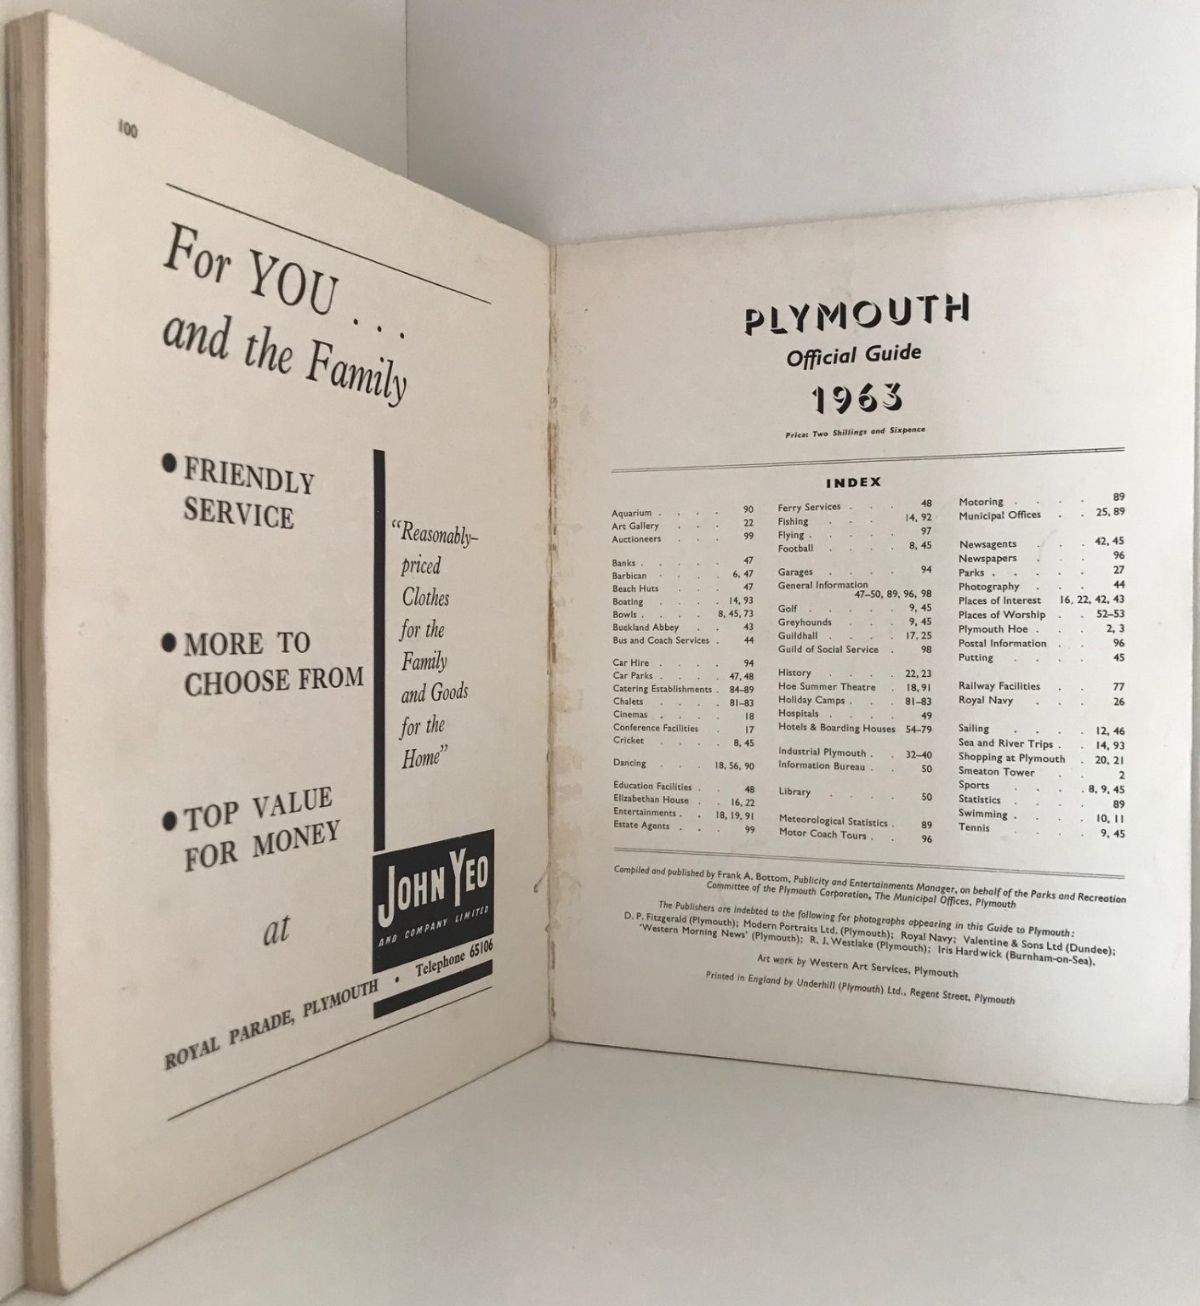 100
For YOU . . .
and the Family
● FRIENDLY
SERVICE
● MORE TO
CHOOSE FROM
● TOP VALUE
FOR MONEY
at
"Reasonably-
priced
Clothes
for the
Family
and Goods
for the
Home"
JOHN YEO
AND COMPANY LIMITED
ROYAL PARADE, PLYMOUTH • Telephone 65106
PLYMOUTH
Official Guide
1963
Price: Two Shillings and Sixpence
INDEX
Aquarium . . . . 90
Art Gallery . . . 22
Auctioneers . . . 99
Banks . . . . . 47
Barbican . . . . 6, 47
Beach Huts . . . 47
Boating . . . . 14, 93
Bowls . . . . 8, 45, 73
Buckland Abbey . . 43
Bus and Coach Services . 44
Car Hire . . . . 94
Car Parks . . . . 47, 48
Catering Establishments . 84–89
Chalets . . . . 81–83
Cinemas . . . . 18
Conference Facilities . 17
Cricket . . . . 8, 45
Dancing . . . 18, 56, 90
Education Facilities . . 48
Elizabethan House . . 16, 22
Entertainments . . 18, 19, 91
Estate Agents . . . 99
Ferry Services . . . 48
Fishing . . . . 14, 92
Flying . . . . . 97
Football . . . . 8, 45
Garages . . . . 94
General Information
47–50, 89, 96, 98
Golf . . . . . 9, 45
Greyhounds . . . 9, 45
Guildhall . . . . 17, 25
Guild of Social Service . 98
History . . . . 22, 23
Hoe Summer Theatre . 18, 91
Holiday Camps . . . 81–83
Hospitals . . . . 49
Hotels & Boarding Houses 54–79
Industrial Plymouth . . 32–40
Information Bureau . . 50
Library . . . . 50
Meteorological Statistics . 89
Motor Coach Tours . . 96
Motoring . . . . 89
Municipal Offices . . 25, 89
Newsagents . . . 42, 45
Newspapers . . . 96
Parks . . . . . 27
Photography . . . 44
Places of Interest 16, 22, 42, 43
Places of Worship . . 52–53
Plymouth Hoe . . . 2, 3
Postal Information . . 96
Putting . . . . 45
Railway Facilities . . 77
Royal Navy . . . 26
Sailing . . . . 12, 46
Sea and River Trips . . 14, 93
Shopping at Plymouth . 20, 21
Smeaton Tower . . 2
Sports . . . . 8, 9, 45
Statistics . . . . 89
Swimming . . . . 10, 11
Tennis . . . . 9, 45
Compiled and published by Frank A. Bottom, Publicity and Entertainments Manager, on behalf of the Parks and Recreation
Committee of the Plymouth Corporation, The Municipal Offices, Plymouth
The Publishers are indebted to the following for photographs appearing in this Guide to Plymouth:
D. P. Fitzgerald (Plymouth); Modern Portraits Ltd. (Plymouth); Royal Navy; Valentine & Sons Ltd (Dundee);
'Western Morning News' (Plymouth); R. J. Westlake (Plymouth); Iris Hardwick (Burnham-on-Sea).
Art work by Western Art Services, Plymouth
Printed in England by Underhill (Plymouth) Ltd., Regent Street, Plymouth